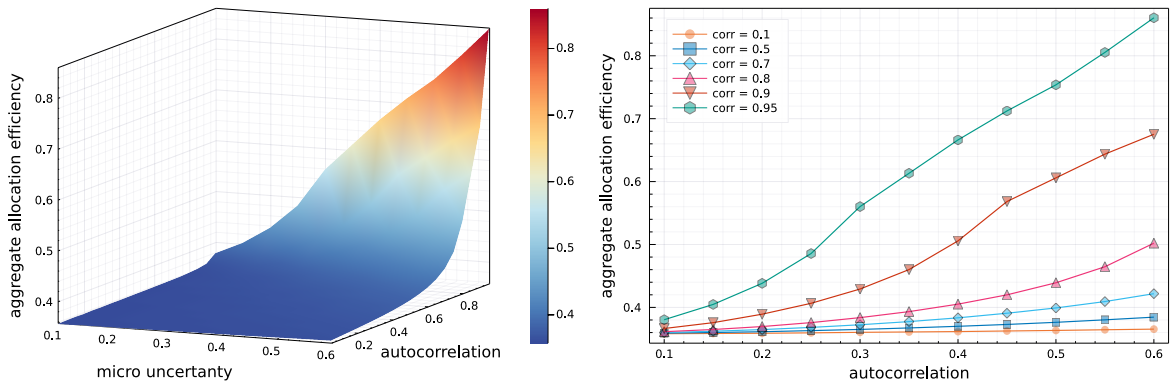 aggregate allocation efficiency
0.8
0.7
0.6
0.5
0.4
0.1
0.2
0.3
0.4
0.5
0.6
micro uncertanty
0.2
0.4
0.6
0.8
autocorrelation
0.8
0.7
0.6
0.5
0.4
aggregate allocation efficiency
0.8
0.7
0.6
0.5
0.4
corr = 0.1
corr = 0.5
corr = 0.7
corr = 0.8
corr = 0.9
corr = 0.95
0.1
0.2
0.3
0.4
0.5
0.6
autocorrelation